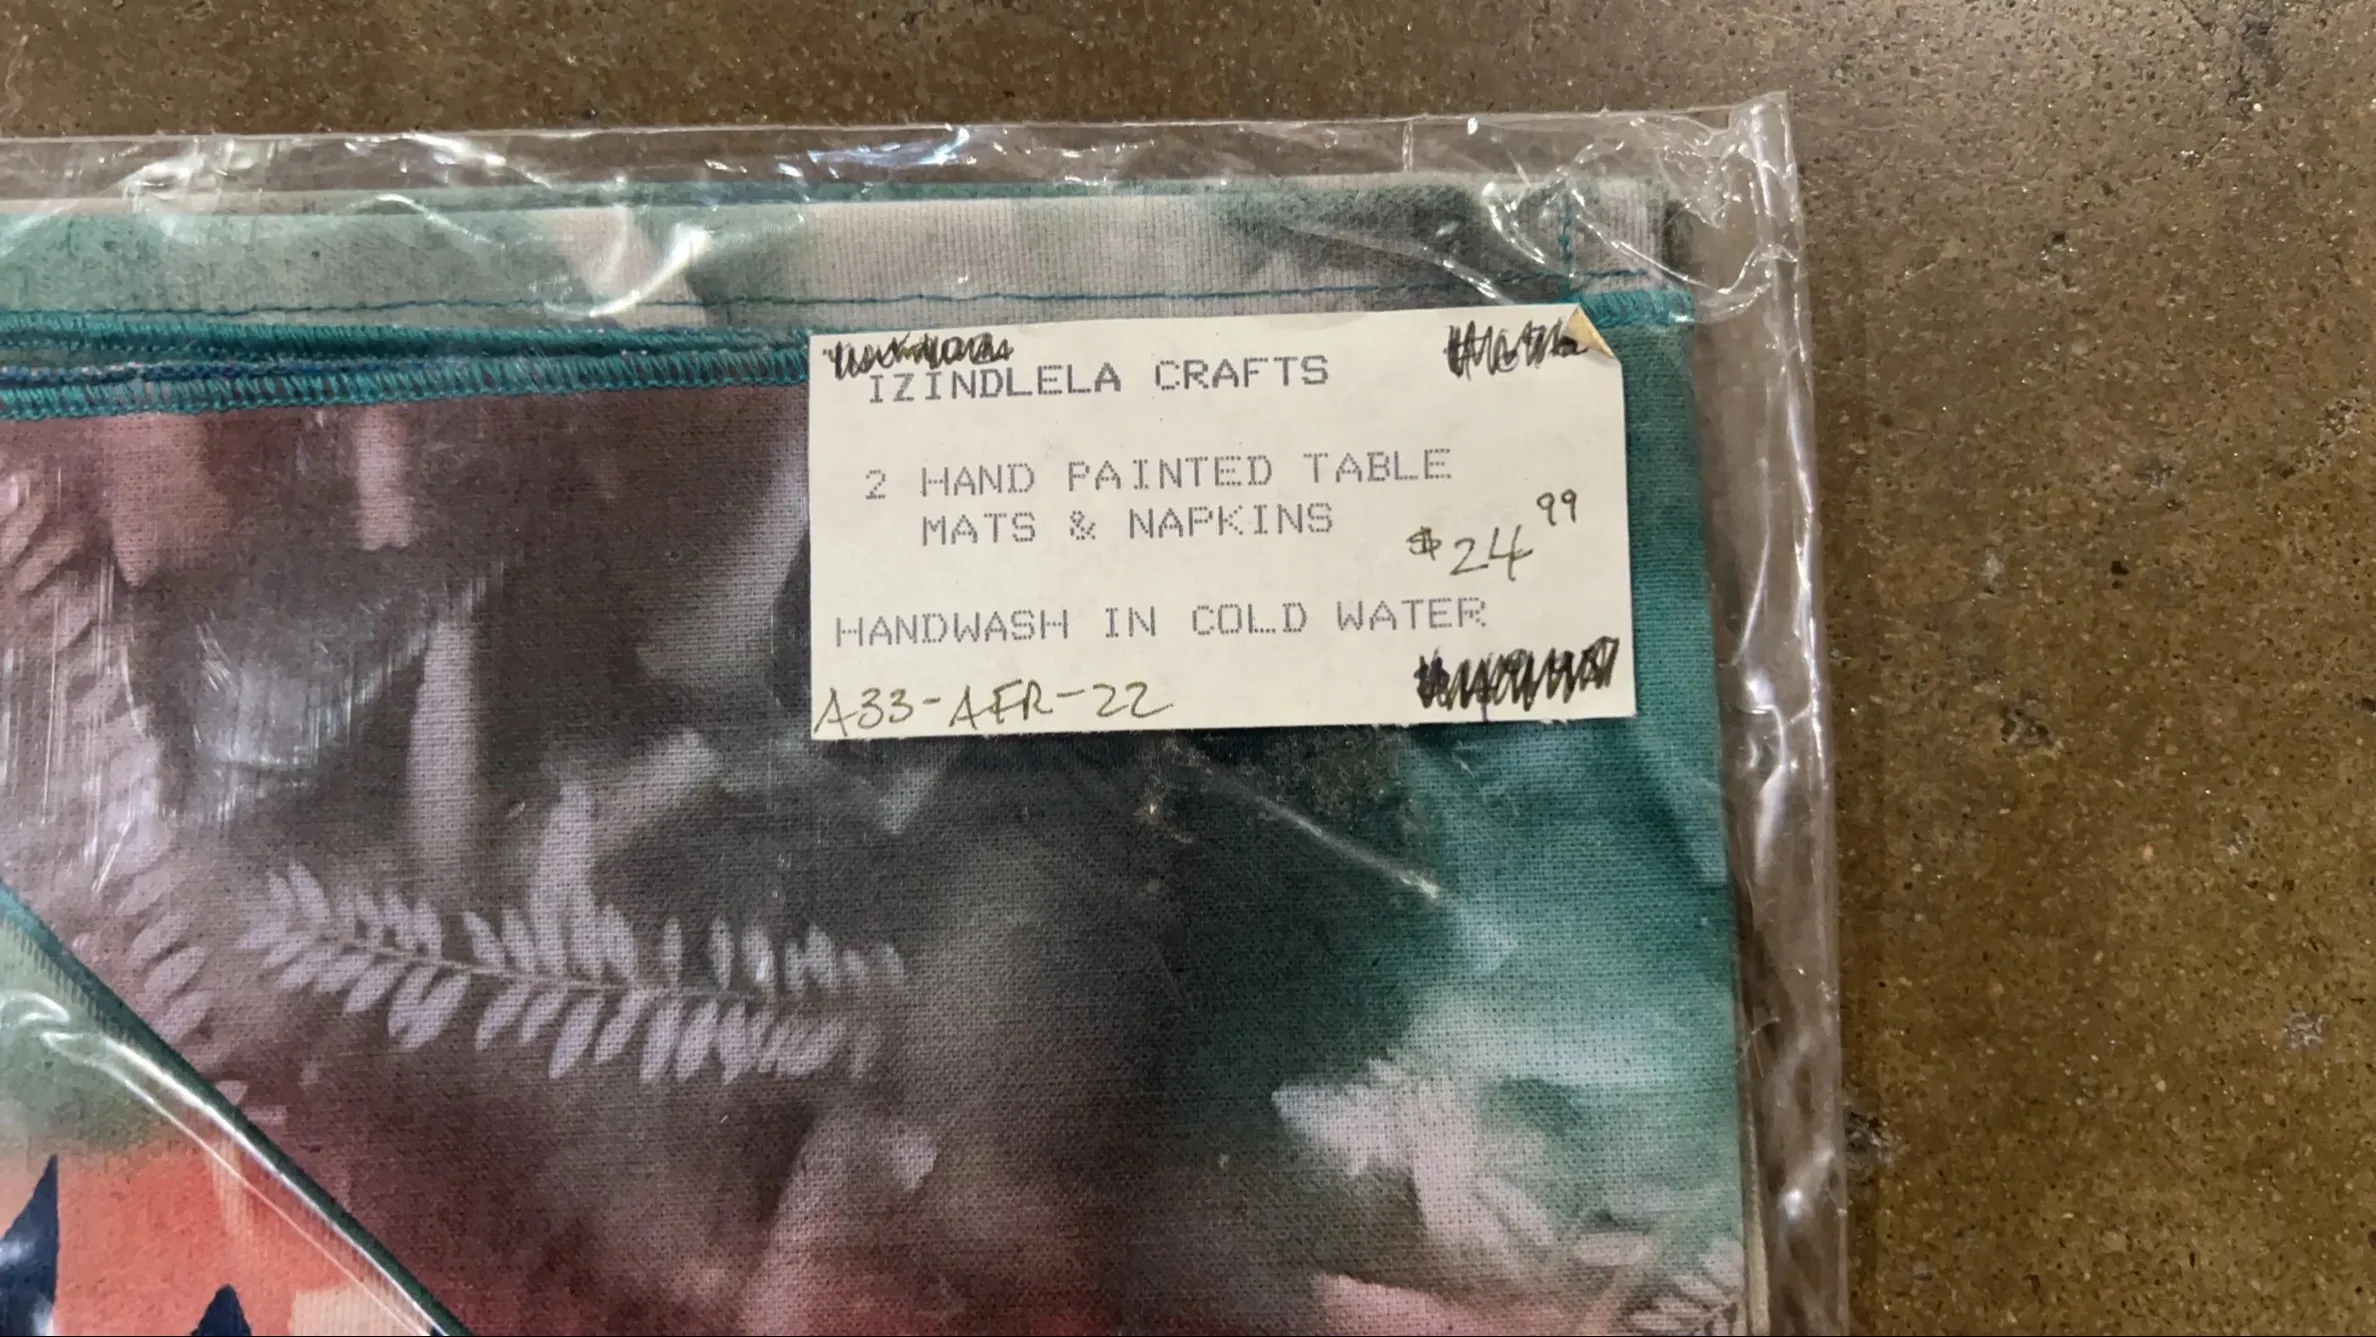 IZINDLELA CRAFTS
2 HAND PAINTED TABLE
MATS & NAPKINS
$24.99
HANDWASH IN COLD WATER
A33-AFR-22